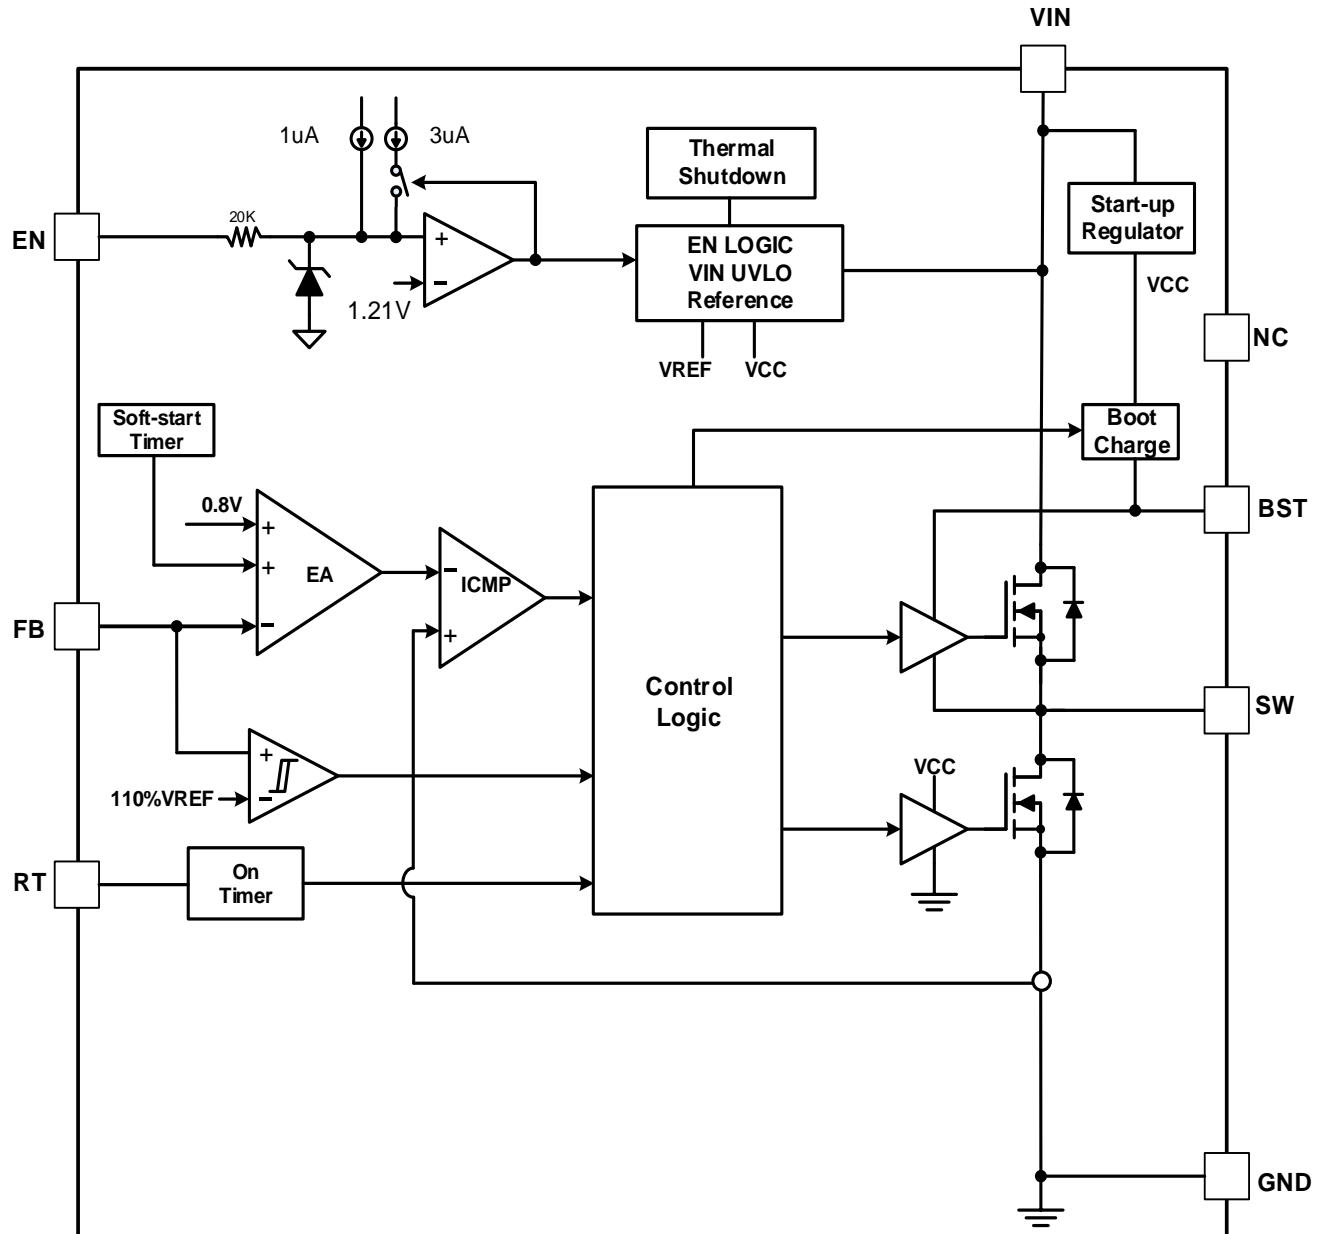 VIN
1uA
3uA
Thermal
Shutdown
Start-up
Regulator
EN
20K
+
EN LOGIC
VIN UVLO
Reference
−
1.21V
VCC
NC
VREF
VCC
Soft-start
Timer
Boot
Charge
0.8V
+
BST
+
EA
−
ICMP
FB
−
+
Control
Logic
SW
+
VCC
110%VREF
−
RT
On
Timer
GND